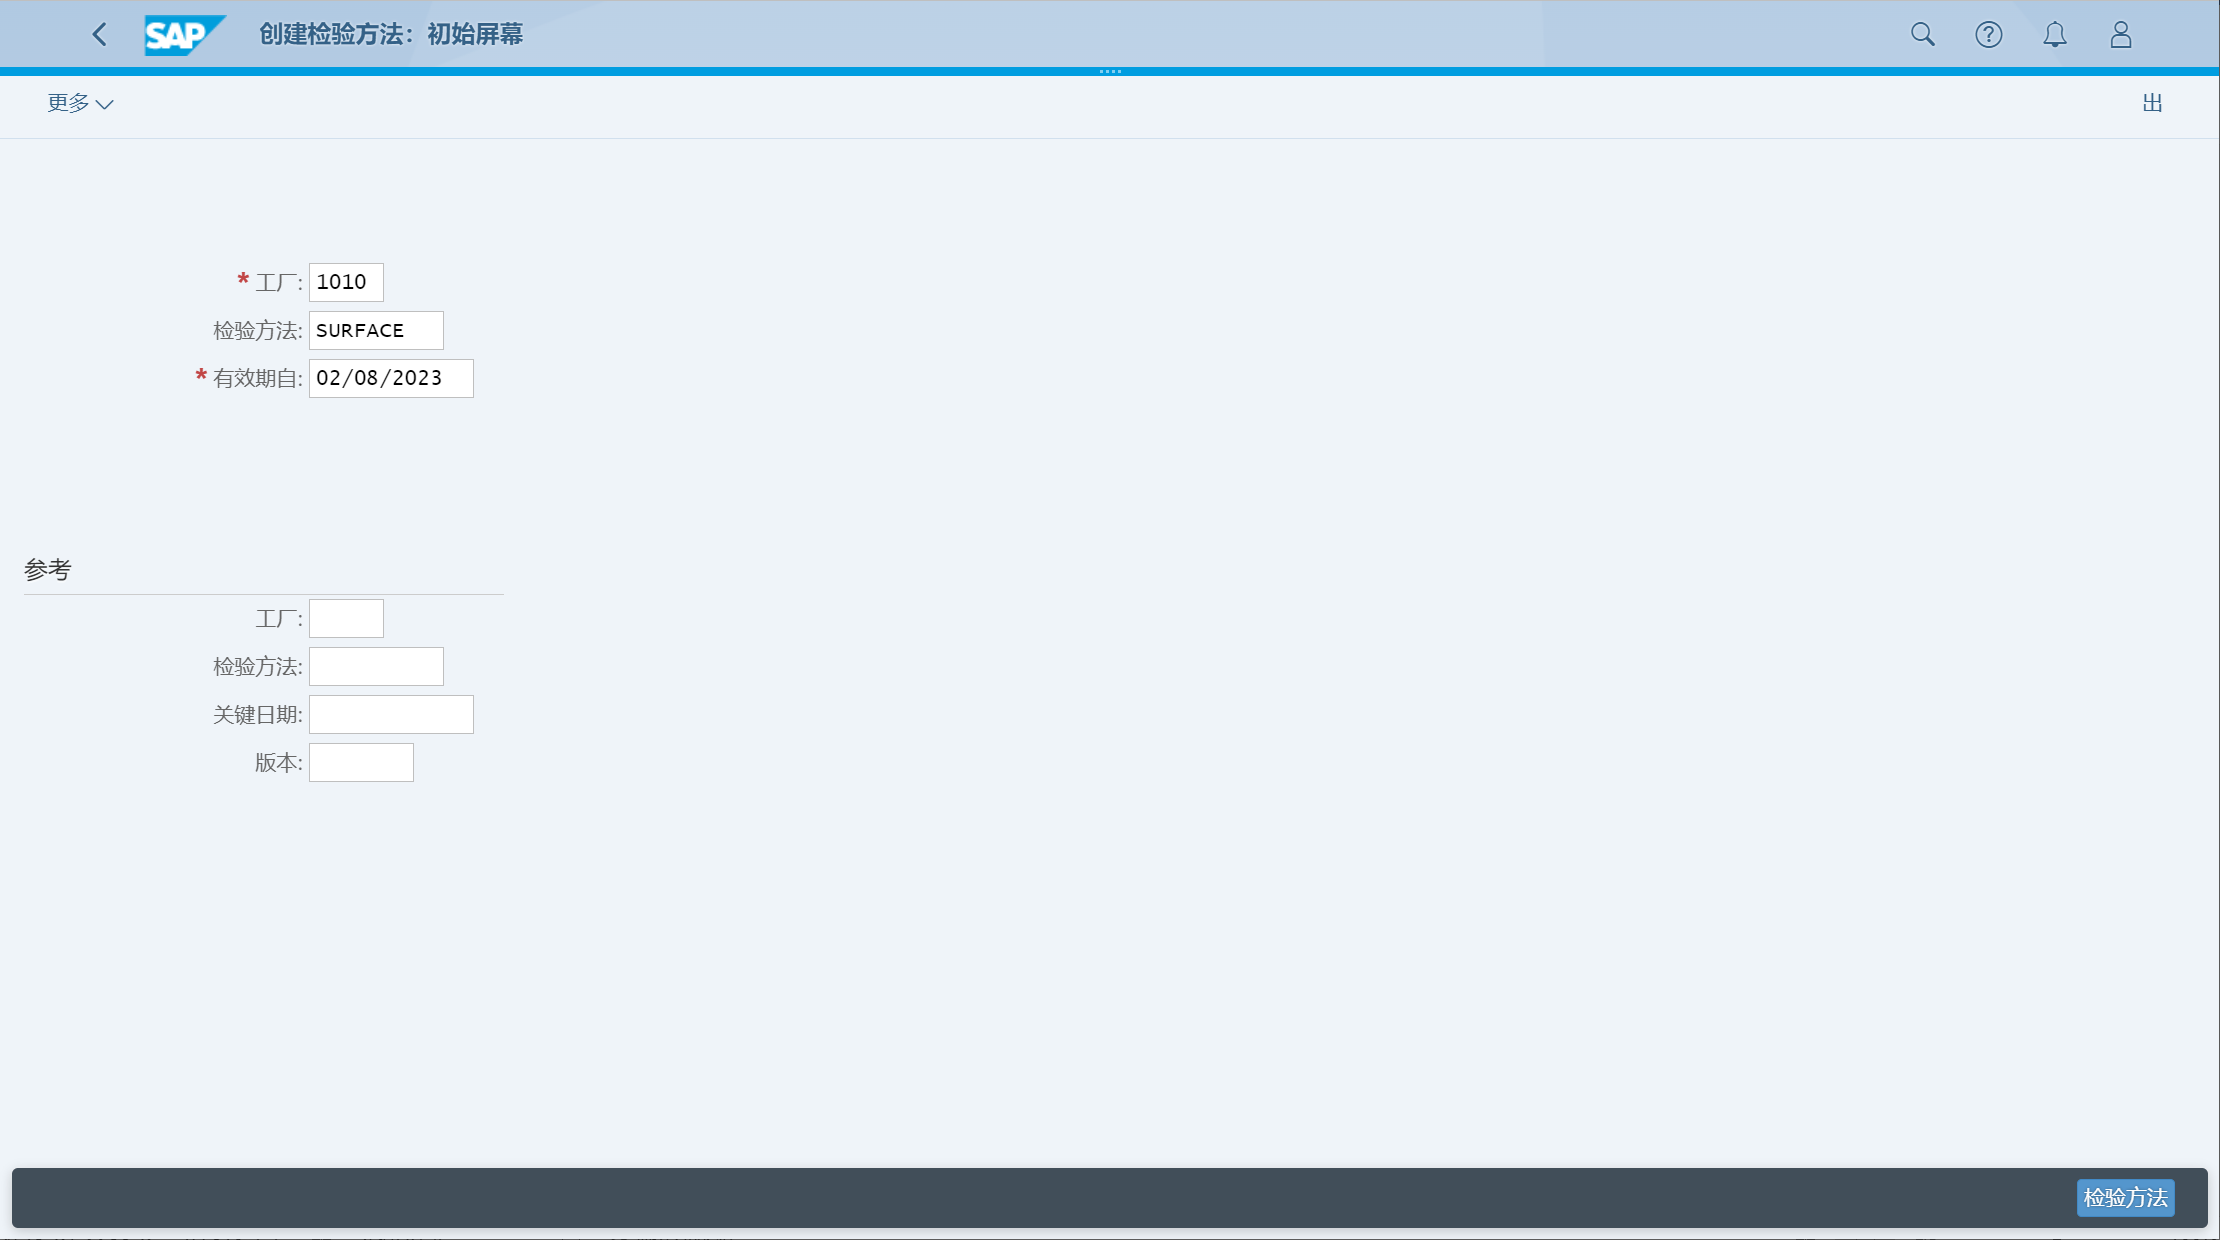 SAP 创建检验方法：初始屏幕
更多 出
* 工厂: 1010
检验方法: SURFACE
* 有效期自: 02/08/2023
参考
工厂:
检验方法:
关键日期:
版本:
检验方法